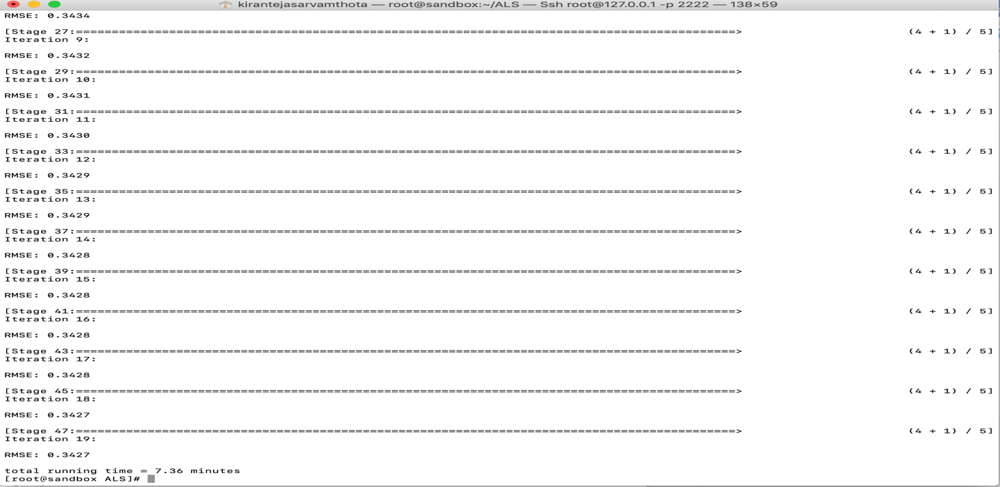 kirantejasarvamthota — root@sandbox:~/ALS — Ssh root@127.0.0.1 -p 2222 — 138×59
RMSE: 0.3434
[Stage 27:============================================================================================> (4 + 1) / 5]
Iteration 9:
RMSE: 0.3432
[Stage 29:============================================================================================> (4 + 1) / 5]
Iteration 10:
RMSE: 0.3431
[Stage 31:============================================================================================> (4 + 1) / 5]
Iteration 11:
RMSE: 0.3430
[Stage 33:============================================================================================> (4 + 1) / 5]
Iteration 12:
RMSE: 0.3429
[Stage 35:============================================================================================> (4 + 1) / 5]
Iteration 13:
RMSE: 0.3429
[Stage 37:============================================================================================> (4 + 1) / 5]
Iteration 14:
RMSE: 0.3428
[Stage 39:============================================================================================> (4 + 1) / 5]
Iteration 15:
RMSE: 0.3428
[Stage 41:============================================================================================> (4 + 1) / 5]
Iteration 16:
RMSE: 0.3428
[Stage 43:============================================================================================> (4 + 1) / 5]
Iteration 17:
RMSE: 0.3428
[Stage 45:============================================================================================> (4 + 1) / 5]
Iteration 18:
RMSE: 0.3427
[Stage 47:============================================================================================> (4 + 1) / 5]
Iteration 19:
RMSE: 0.3427
total running time = 7.36 minutes
[root@sandbox ALS]#